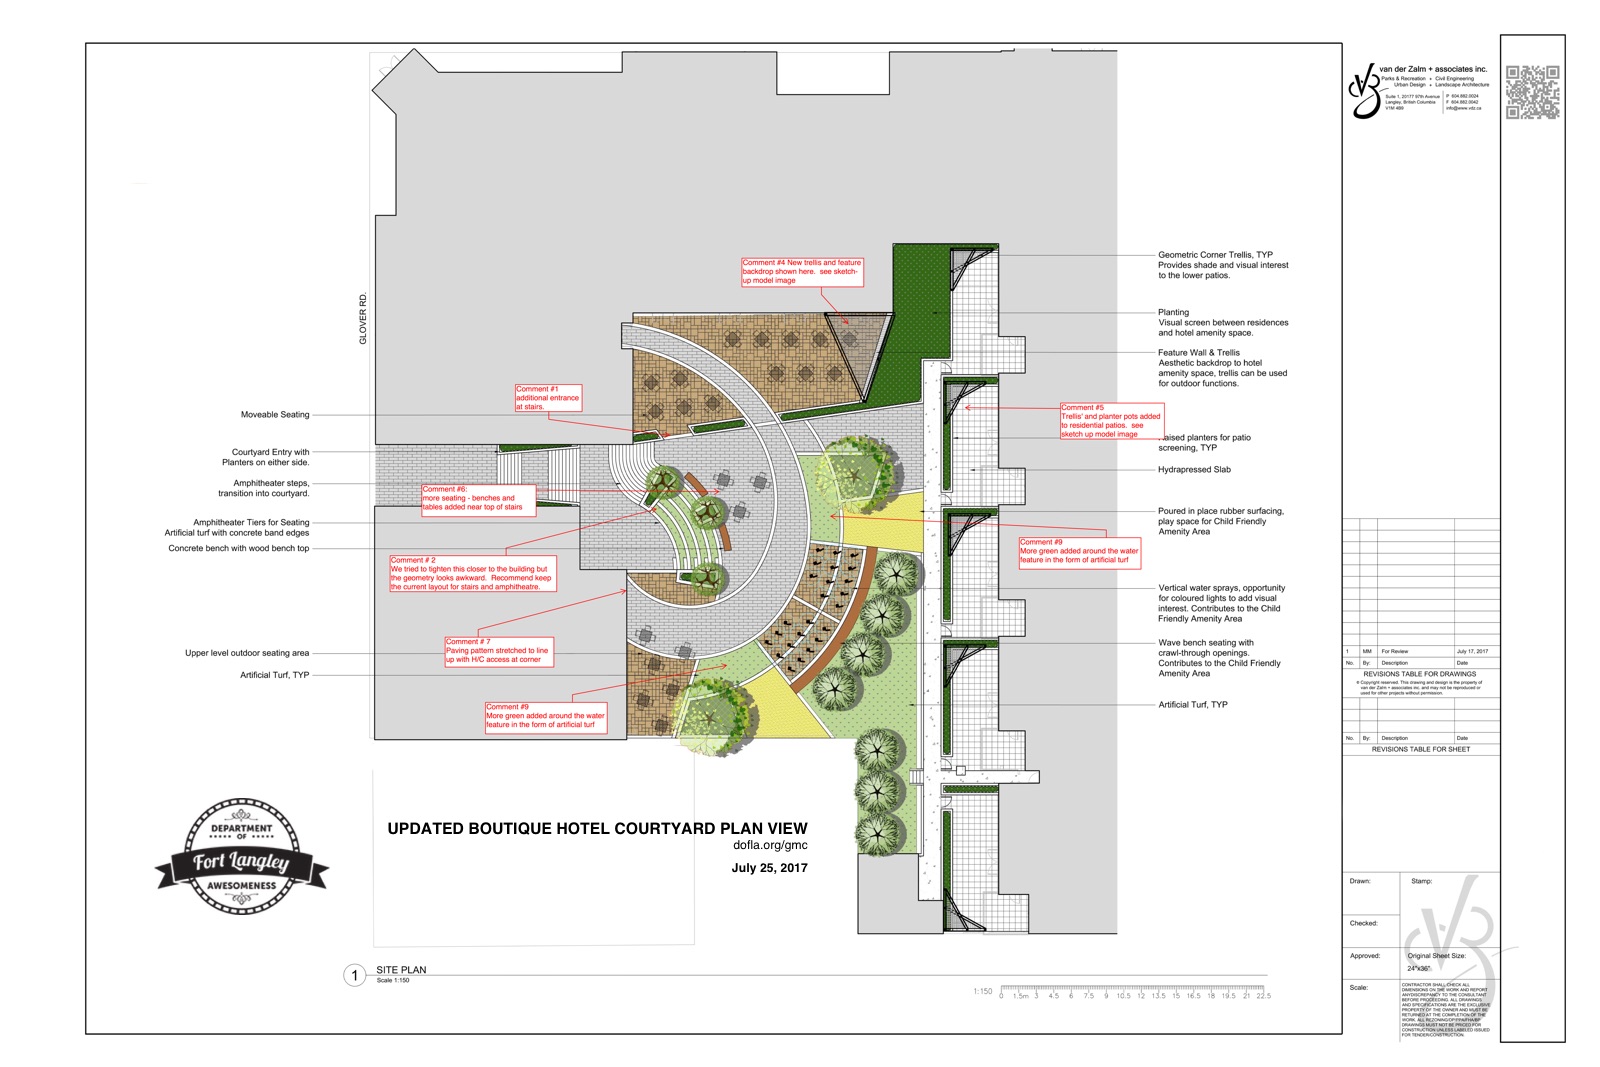 van der Zalm + associates inc.
Parks & Recreation • Civil Engineering
Urban Design • Landscape Architecture
Suite 1, 20177 97th Avenue
Langley, British Columbia
V1M 4B9
P 604.882.0024
F 604.882.0042
info@www.vdz.ca
GLOVER RD.
Comment #4 New trellis and feature
backdrop shown here. see sketch-
up model image
Comment #1
additional entrance
at stairs.
Comment #6:
more seating - benches and
tables added near top of stairs
Comment # 2
We tried to tighten this closer to the building but
the geometry looks awkward. Recommend keep
the current layout for stairs and amphitheatre.
Comment # 7
Paving pattern stretched to line
up with H/C access at corner
Comment #9
More green added around the water
feature in the form of artificial turf
Comment #5
Trellis' and planter pots added
to residential patios. see
sketch up model image
Comment #9
More green added around the water
feature in the form of artificial turf
Moveable Seating
Courtyard Entry with
Planters on either side.
Amphitheater steps,
transition into courtyard.
Amphitheater Tiers for Seating
Artificial turf with concrete band edges
Concrete bench with wood bench top
Upper level outdoor seating area
Artificial Turf, TYP
Geometric Corner Trellis, TYP
Provides shade and visual interest
to the lower patios.
Planting
Visual screen between residences
and hotel amenity space.
Feature Wall & Trellis
Aesthetic backdrop to hotel
amenity space, trellis can be used
for outdoor functions.
aised planters for patio
screening, TYP
Hydrapressed Slab
Poured in place rubber surfacing,
play space for Child Friendly
Amenity Area
Vertical water sprays, opportunity
for coloured lights to add visual
interest. Contributes to the Child
Friendly Amenity Area
Wave bench seating with
crawl-through openings.
Contributes to the Child Friendly
Amenity Area
Artificial Turf, TYP
DEPARTMENT
OF
Fort Langley
AWESOMENESS
UPDATED BOUTIQUE HOTEL COURTYARD PLAN VIEW
dofla.org/gmc
July 25, 2017
1
SITE PLAN
Scale 1:150
1:150
0 1.5m 3 4.5 6 7.5 9 10.5 12 13.5 15 16.5 18 19.5 21 22.5
1 MM For Review July 17, 2017
No. By: Description Date
REVISIONS TABLE FOR DRAWINGS
© Copyright reserved. This drawing and design is the property of
van der Zalm + associates inc. and may not be reproduced or
used for other projects without permission.
No. By: Description Date
REVISIONS TABLE FOR SHEET
Drawn:
Stamp:
Checked:
Approved:
Original Sheet Size:
24"x36"
Scale:
CONTRACTOR SHALL CHECK ALL
DIMENSIONS ON THE WORK AND REPORT
ANY DISCREPANCY TO THE CONSULTANT
BEFORE PROCEEDING. ALL DRAWINGS
AND SPECIFICATIONS ARE THE EXCLUSIVE
PROPERTY OF THE OWNER AND MUST BE
RETURNED AT THE COMPLETION OF THE
WORK. ALL
DRAWINGS MUST NOT BE PRICED FOR
CONSTRUCTION UNLESS LABELED ISSUED
FOR TENDER/CONSTRUCTION.